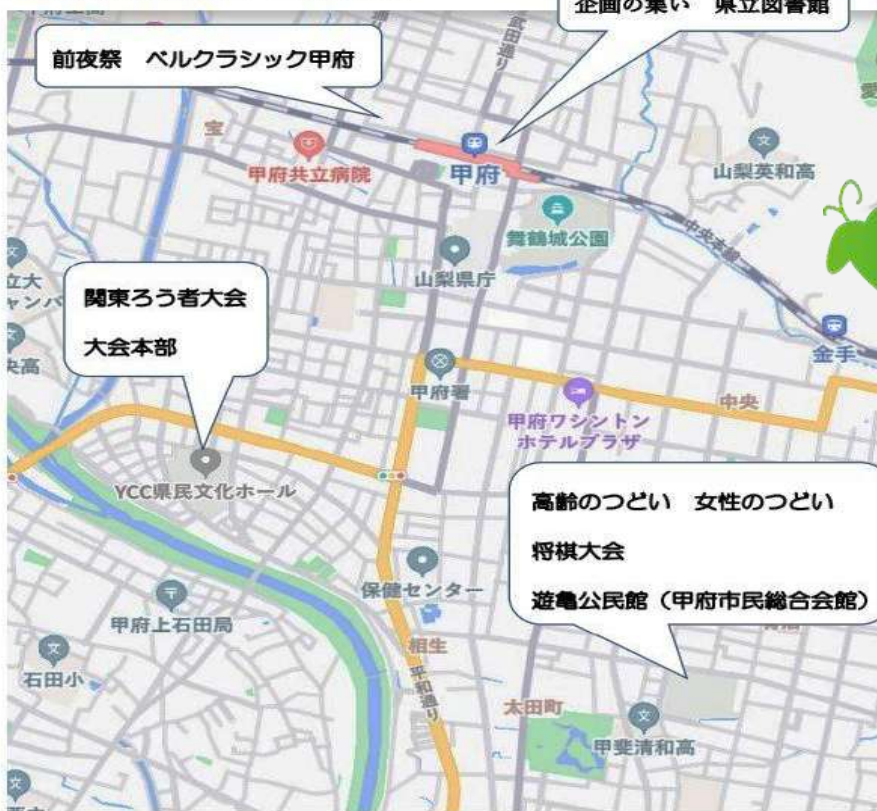 企画の集い 県立図書館
武田通り
前夜祭 ベルクラシック甲府
宝
甲府共立病院
甲府
山梨英和高
舞鶴城公園
中央本線
山梨県庁
関東ろう者大会
大会本部
金手
甲府署
中央
甲府ワシントン
ホテルプラザ
YCC県民文化ホール
高齢のつどい 女性のつどい
将棋大会
遊亀公民館（甲府市民総合会館）
保健センター
甲府上石田局
相生
石田小
平和通り
太田町
甲斐清和高